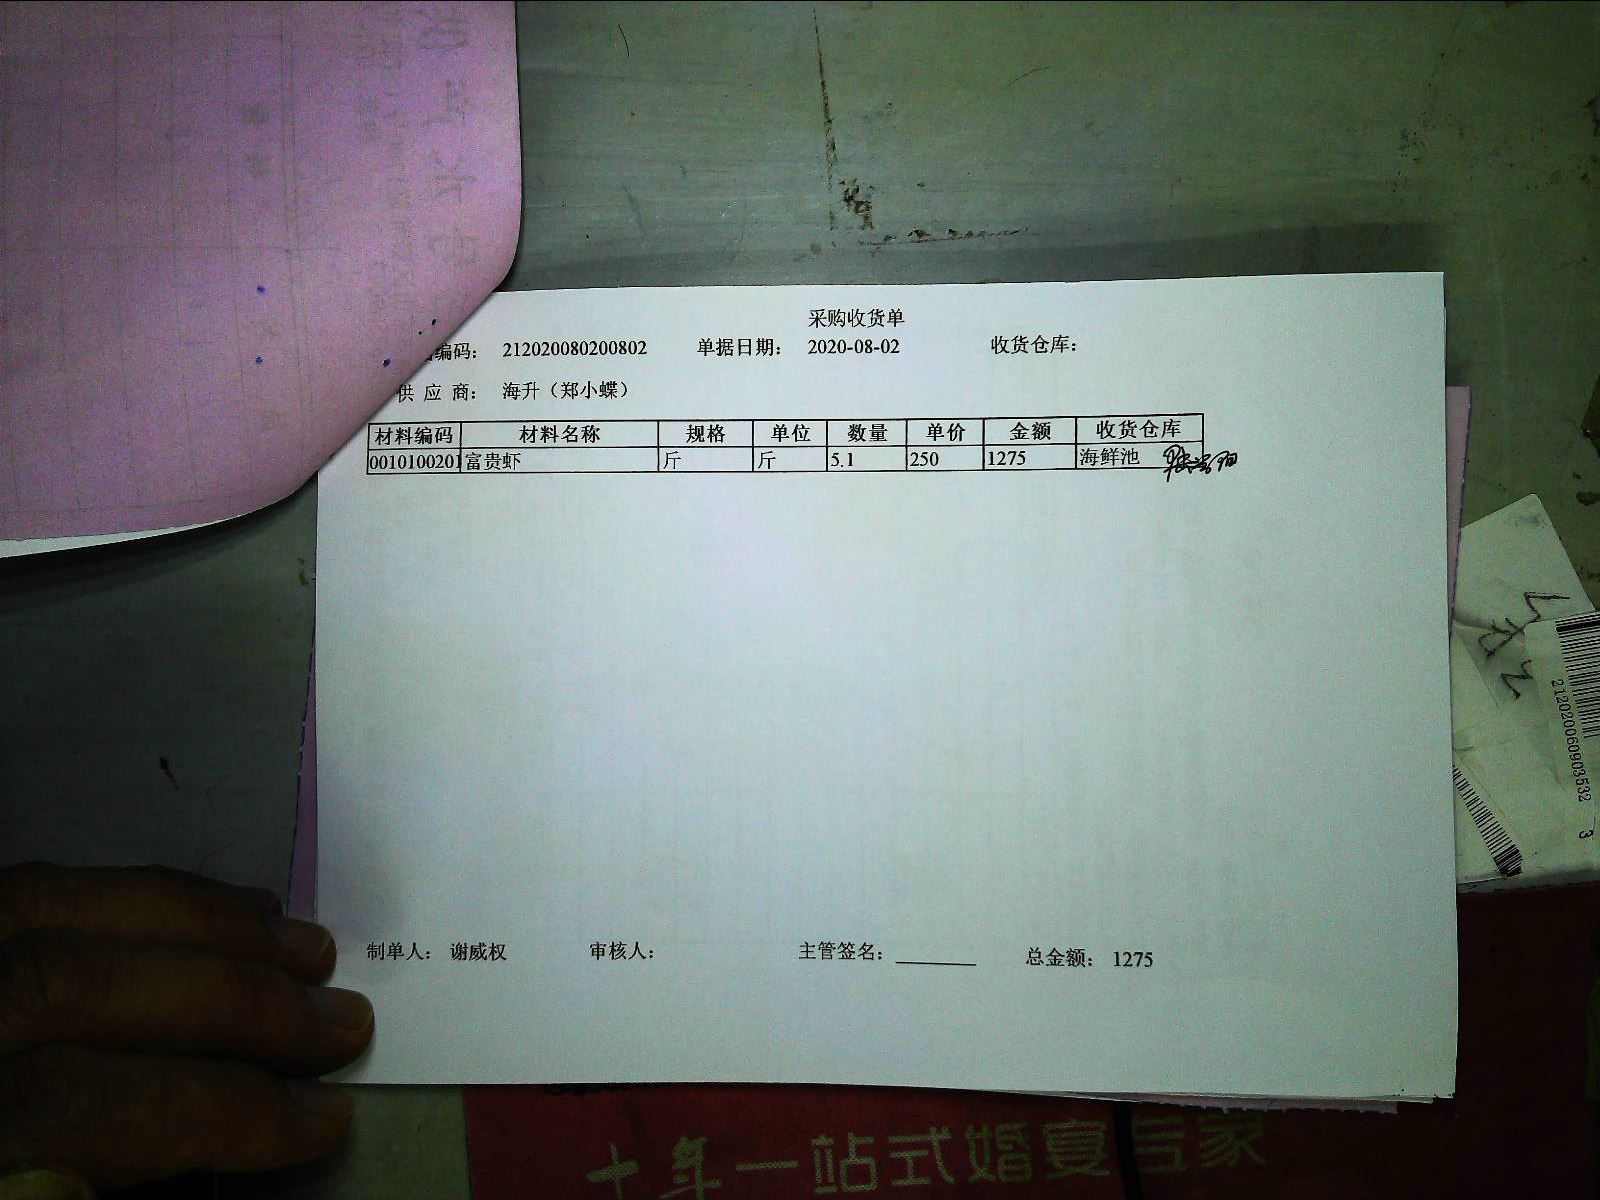 采购收货单
编码： 212020080200802 单据日期： 2020-08-02 收货仓库：
供 应 商： 海升（郑小蝶）
材料编码 材料名称 规格 单位 数量 单价 金额 收货仓库
0010100201 富贵虾 斤 斤 5.1 250 1275 海鲜池
制单人： 谢威权 审核人： 主管签名： 总金额： 1275
212020060903532 3
十年一站式婚宴专家